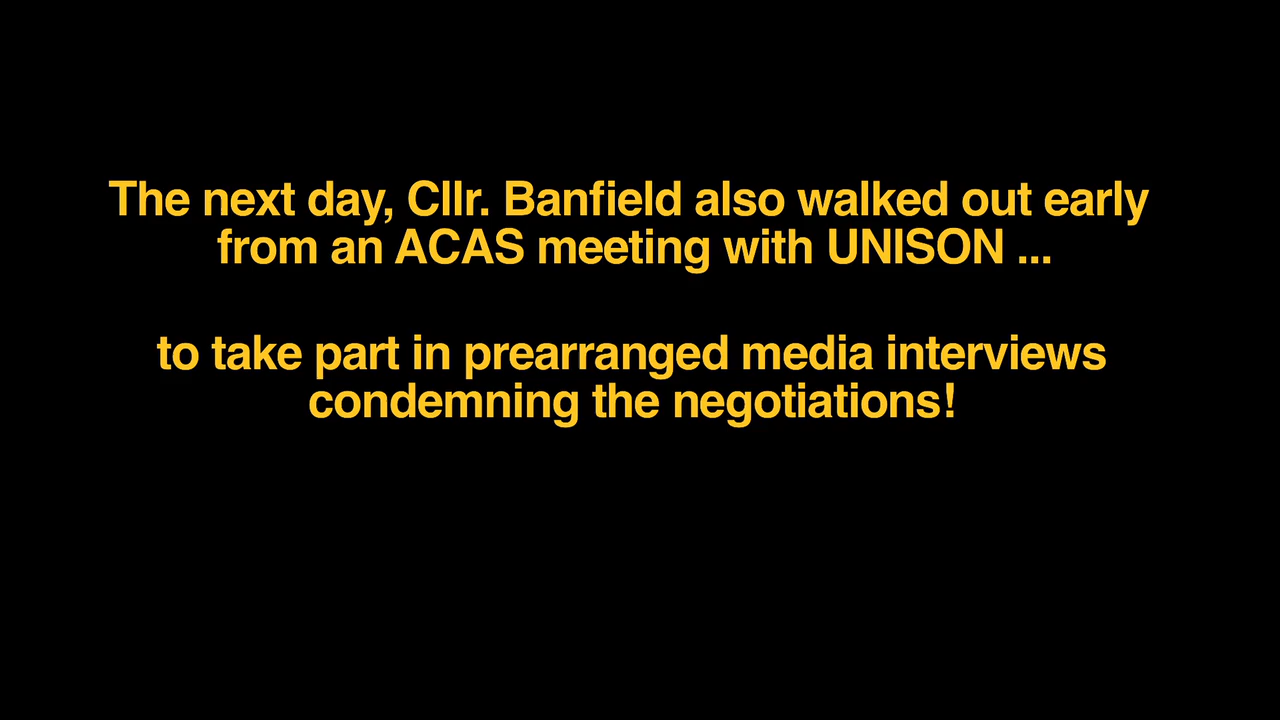 The next day, Cllr. Banfield also walked out early
from an ACAS meeting with UNISON ...
to take part in prearranged media interviews
condemning the negotiations!